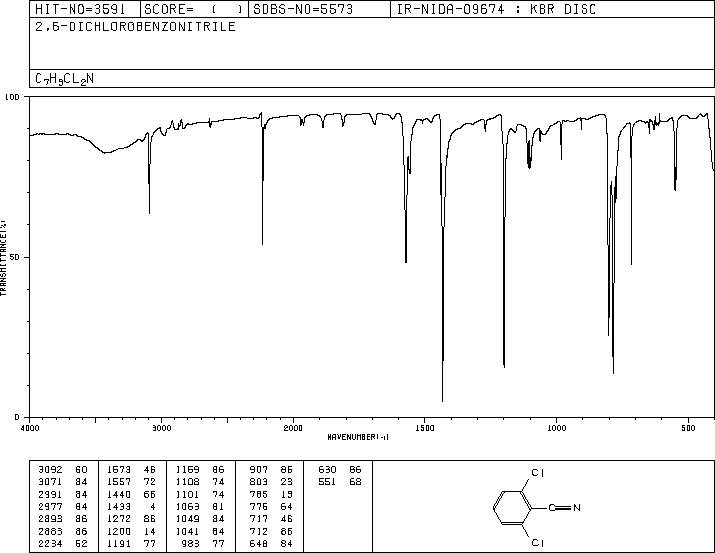 HIT-NO=3591 SCORE= ( ) SDBS-NO=5573 IR-NIDA-09674 : KBR DISC
2,6-DICHLOROBENZONITRILE
C7H3CL2N
100
TRANSMITTANCE(%)
50
0
4000 3000 2000 1500 1000 500
WAVENUMBER(-1)
3092 60 1573 46 1169 86 907 86 630 86
3071 84 1557 72 1108 74 803 23 551 68
2991 84 1440 66 1101 74 785 13
2977 84 1433 4 1063 81 776 64
2893 86 1272 86 1049 84 717 46
2863 86 1200 14 1041 84 712 86
2234 52 1191 77 983 77 648 84
Cl
C≡N
Cl